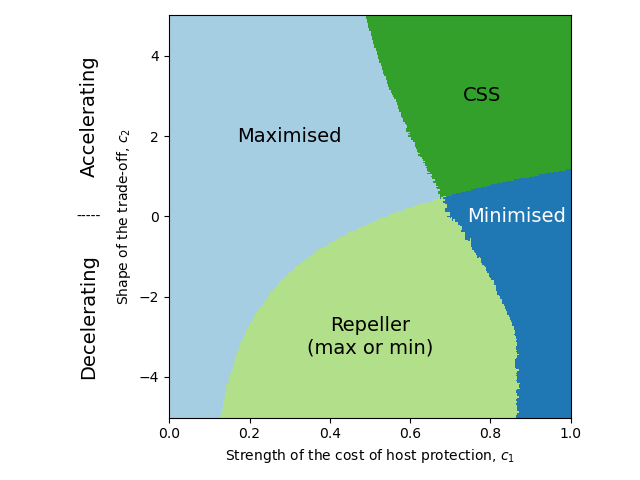 Accelerating
-----
Decelerating
Shape of the trade-off, c₂
4
2
0
−2
−4
Maximised
CSS
Minimised
Repeller
(max or min)
0.0 0.2 0.4 0.6 0.8 1.0
Strength of the cost of host protection, c₁